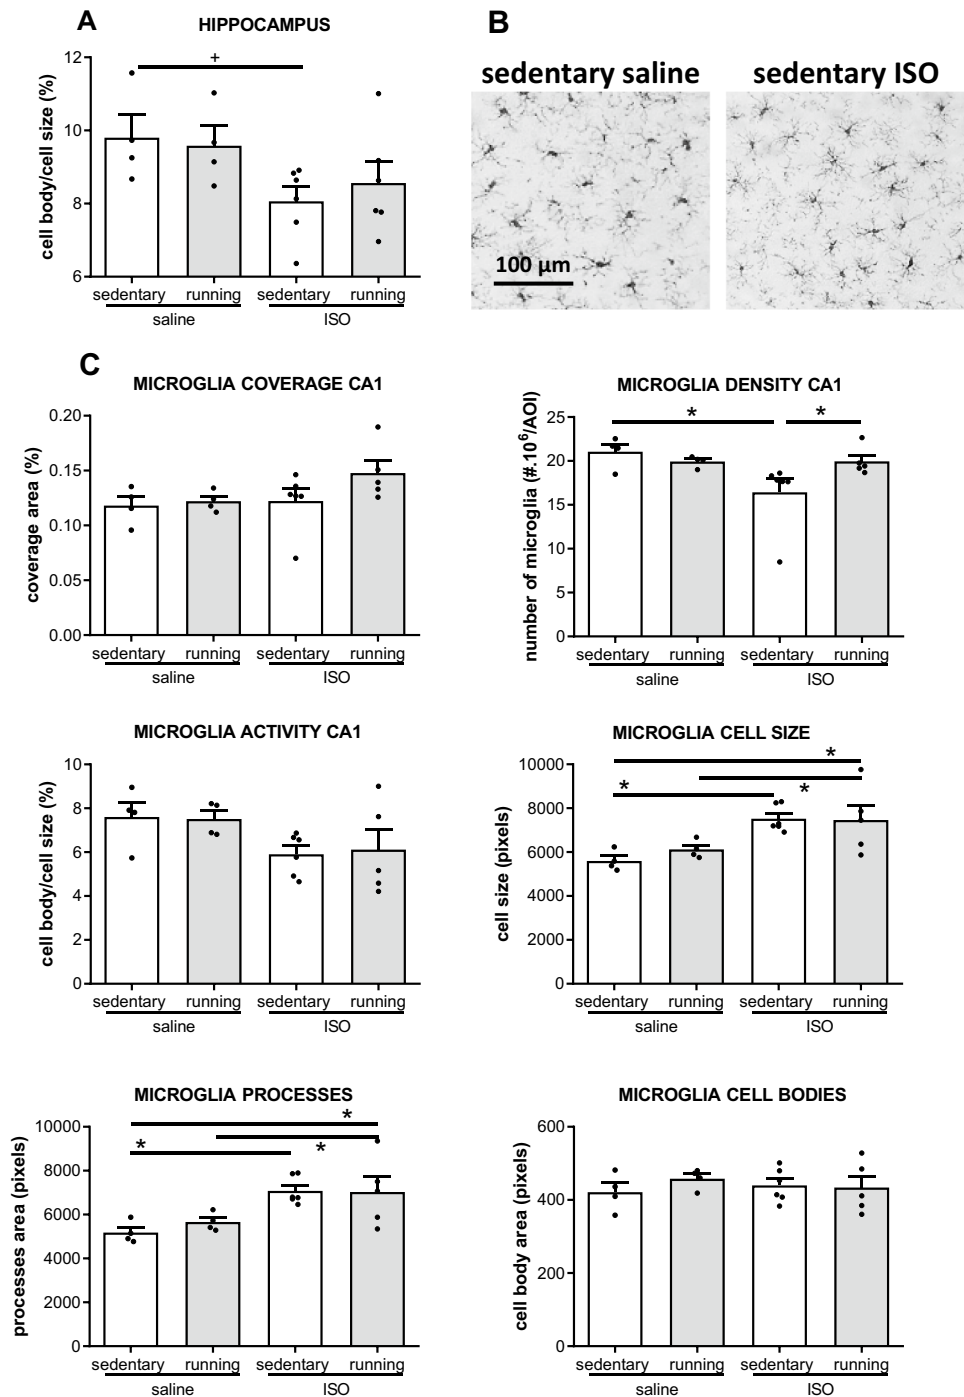 A
HIPPOCAMPUS
cell body/cell size (%)
12
10
8
6
+
sedentary running sedentary running
saline ISO
B
sedentary saline sedentary ISO
100 µm
C
MICROGLIA COVERAGE CA1
coverage area (%)
0.20
0.15
0.10
0.05
0.00
sedentary running sedentary running
saline ISO
MICROGLIA DENSITY CA1
number of microglia (#.10⁶/AOI)
25
20
15
10
5
0
* *
sedentary running sedentary running
saline ISO
MICROGLIA ACTIVITY CA1
cell body/cell size (%)
10
8
6
4
2
0
sedentary running sedentary running
saline ISO
MICROGLIA CELL SIZE
cell size (pixels)
10000
8000
6000
4000
2000
0
*
* *
sedentary running sedentary running
saline ISO
MICROGLIA PROCESSES
processes area (pixels)
10000
8000
6000
4000
2000
0
*
* *
sedentary running sedentary running
saline ISO
MICROGLIA CELL BODIES
cell body area (pixels)
600
400
200
0
sedentary running sedentary running
saline ISO